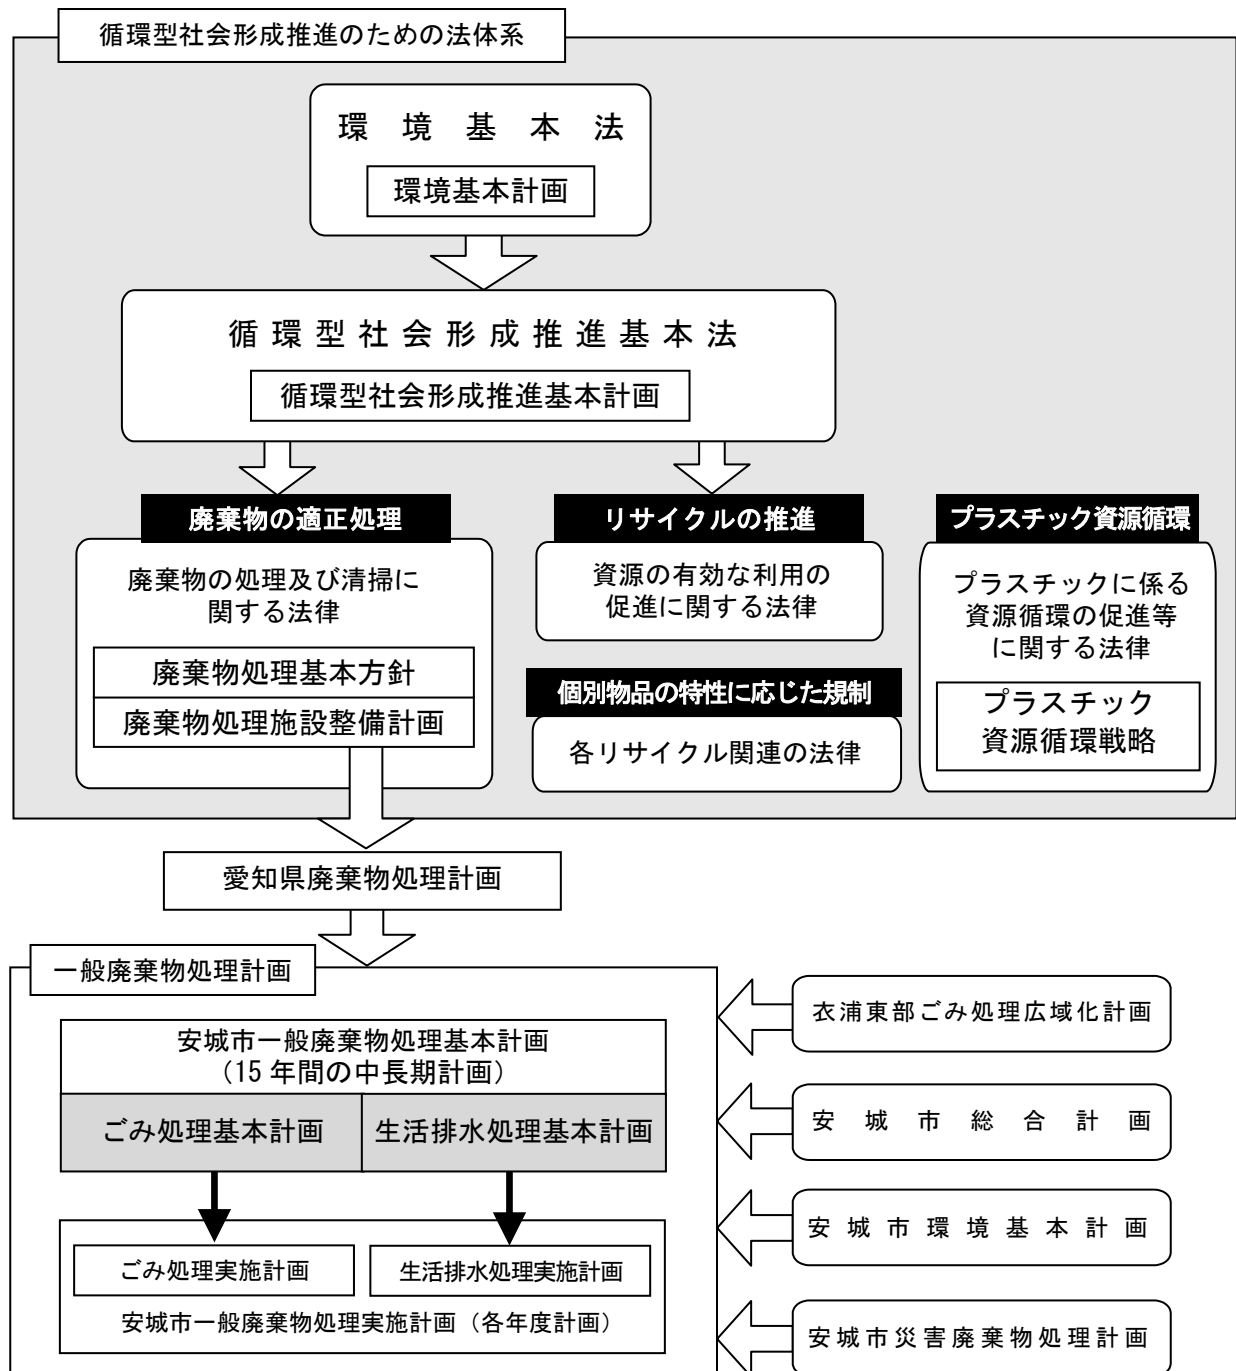 循環型社会形成推進のための法体系
環境基本法
環境基本計画
循環型社会形成推進基本法
循環型社会形成推進基本計画
廃棄物の適正処理
廃棄物の処理及び清掃に
関する法律
廃棄物処理基本方針
廃棄物処理施設整備計画
リサイクルの推進
資源の有効な利用の
促進に関する法律
個別物品の特性に応じた規制
各リサイクル関連の法律
プラスチック資源循環
プラスチックに係る
資源循環の促進等
に関する法律
プラスチック
資源循環戦略
愛知県廃棄物処理計画
一般廃棄物処理計画
安城市一般廃棄物処理基本計画
（15 年間の中長期計画）
ごみ処理基本計画
生活排水処理基本計画
ごみ処理実施計画
生活排水処理実施計画
安城市一般廃棄物処理実施計画（各年度計画）
衣浦東部ごみ処理広域化計画
安城市総合計画
安城市環境基本計画
安城市災害廃棄物処理計画